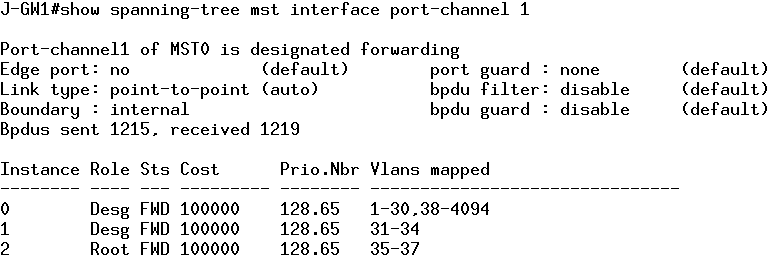 J-GW1#show spanning-tree mst interface port-channel 1

Port-channel1 of MST0 is designated forwarding
Edge port: no             (default)        port guard : none        (default)
Link type: point-to-point (auto)           bpdu filter: disable     (default)
Boundary : internal                        bpdu guard : disable     (default)
Bpdus sent 1215, received 1219

Instance Role Sts Cost      Prio.Nbr Vlans mapped
-------- ---- --- --------- -------- -------------------------------
0        Desg FWD 100000    128.65   1-30,38-4094
1        Desg FWD 100000    128.65   31-34
2        Root FWD 100000    128.65   35-37